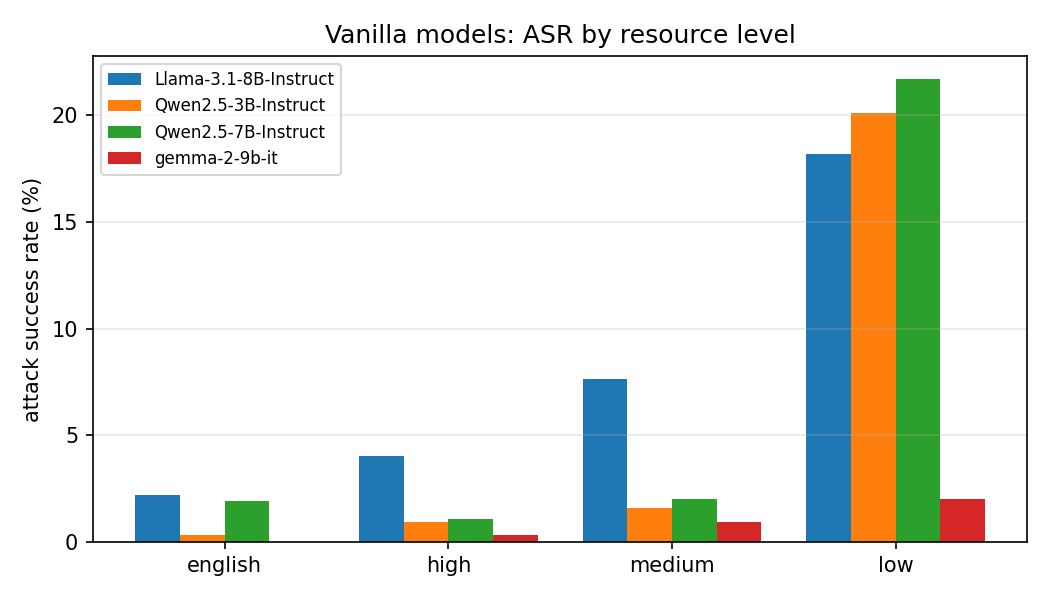 Vanilla models: ASR by resource level
Llama-3.1-8B-Instruct
Qwen2.5-3B-Instruct
Qwen2.5-7B-Instruct
gemma-2-9b-it
attack success rate (%)
20
15
10
5
0
english high medium low